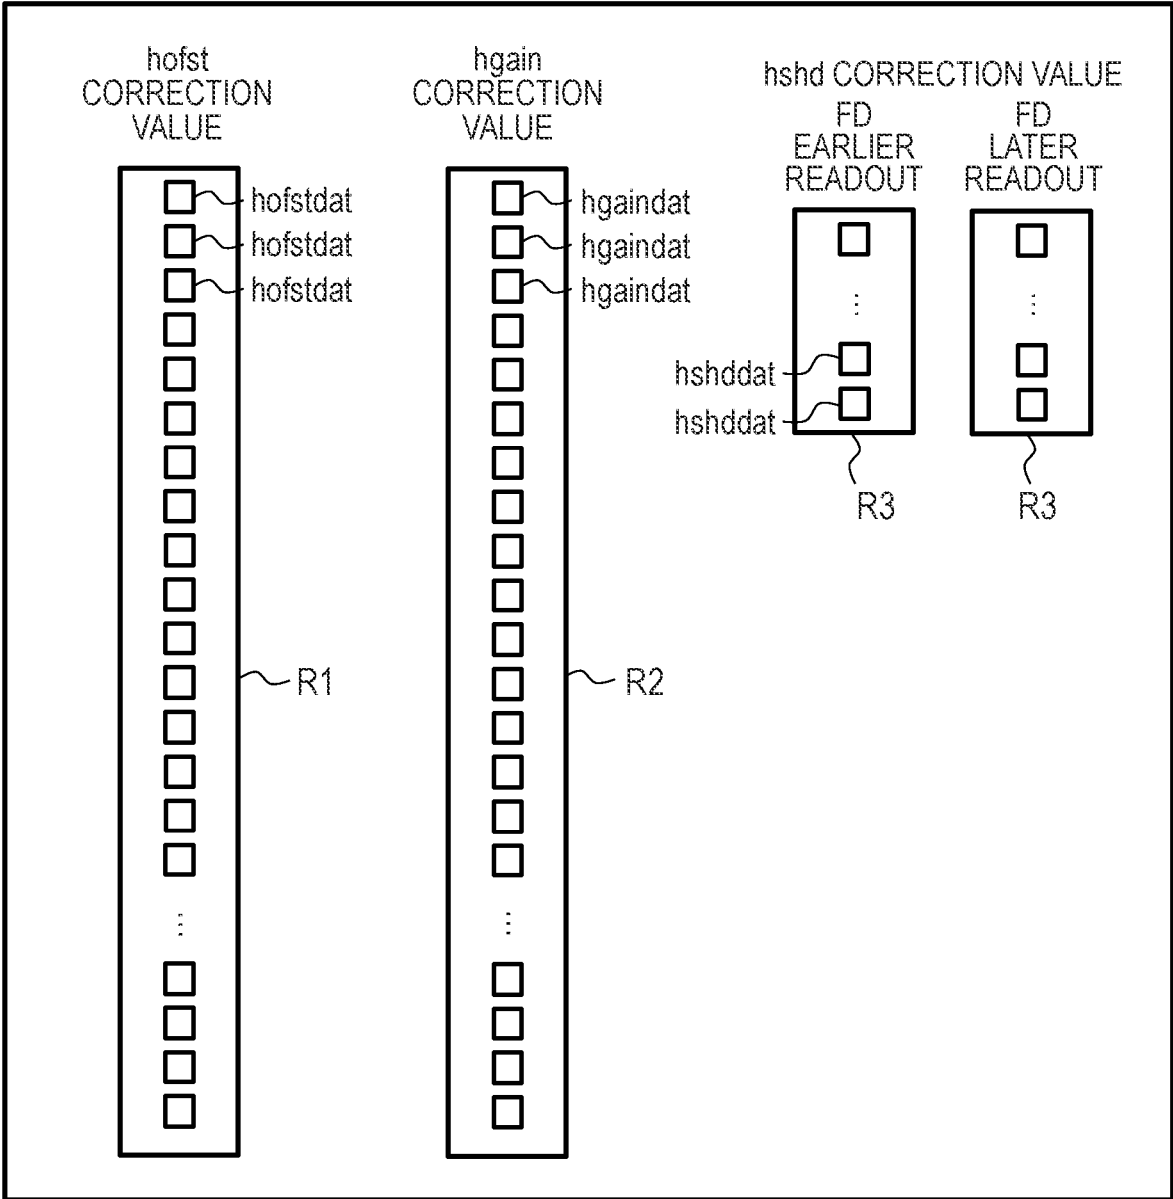 hofst
CORRECTION
VALUE
hofstdat
hofstdat
hofstdat
R1
hgain
CORRECTION
VALUE
hgaindat
hgaindat
hgaindat
R2
hshd CORRECTION VALUE
FD
EARLIER
READOUT
hshddat
hshddat
R3
FD
LATER
READOUT
R3